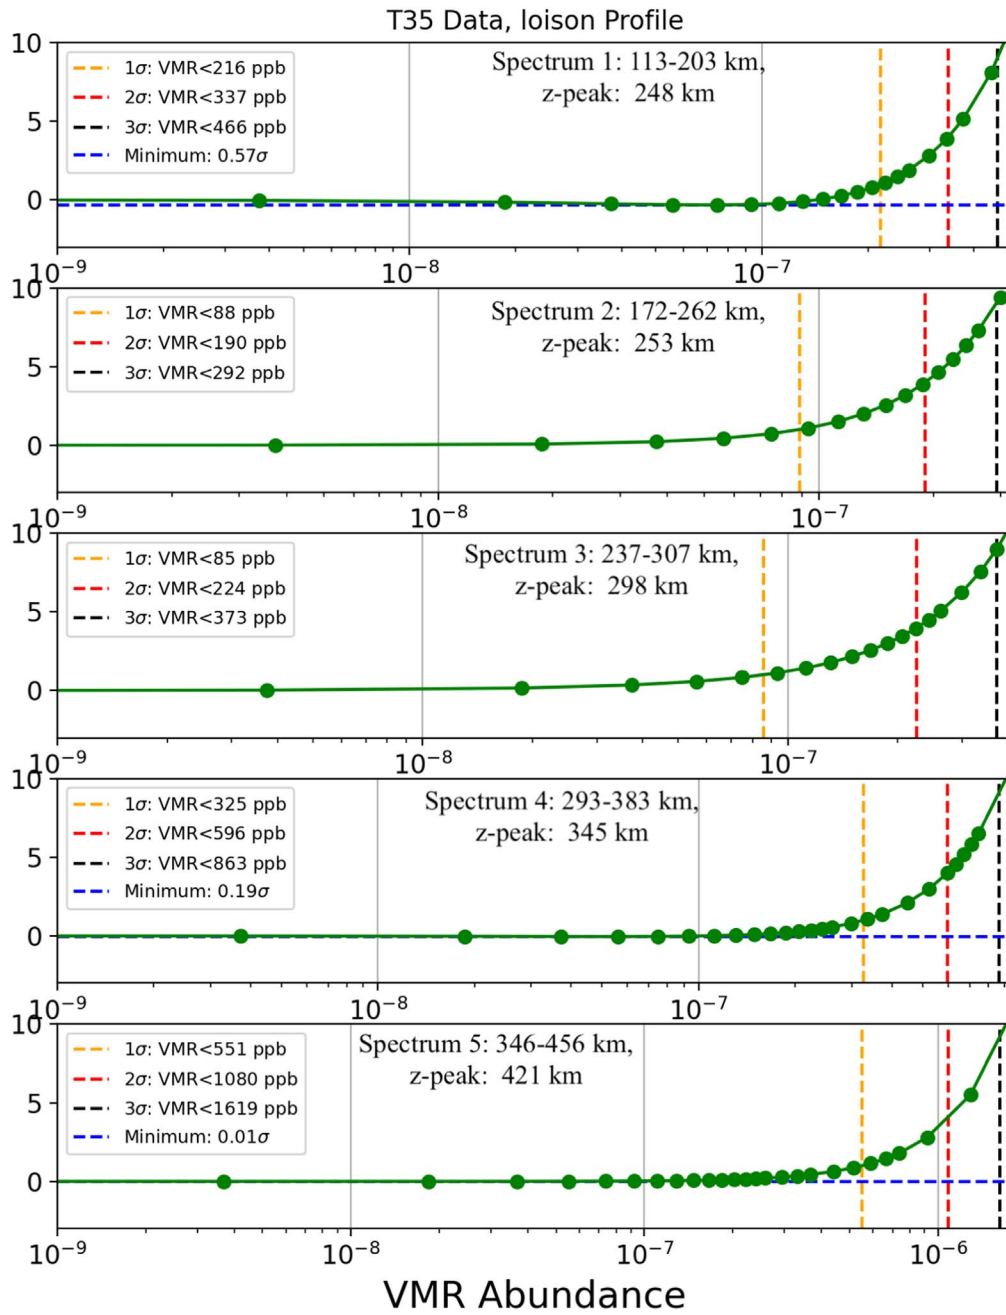 T35 Data, loison Profile
10
5
0
1σ: VMR<216 ppb
2σ: VMR<337 ppb
3σ: VMR<466 ppb
Minimum: 0.57σ
Spectrum 1: 113-203 km,
z-peak: 248 km
10⁻⁹ 10⁻⁸ 10⁻⁷
10
5
0
1σ: VMR<88 ppb
2σ: VMR<190 ppb
3σ: VMR<292 ppb
Spectrum 2: 172-262 km,
z-peak: 253 km
10⁻⁹ 10⁻⁸ 10⁻⁷
10
5
0
1σ: VMR<85 ppb
2σ: VMR<224 ppb
3σ: VMR<373 ppb
Spectrum 3: 237-307 km,
z-peak: 298 km
10⁻⁹ 10⁻⁸ 10⁻⁷
10
5
0
1σ: VMR<325 ppb
2σ: VMR<596 ppb
3σ: VMR<863 ppb
Minimum: 0.19σ
Spectrum 4: 293-383 km,
z-peak: 345 km
10⁻⁹ 10⁻⁸ 10⁻⁷
10
5
0
1σ: VMR<551 ppb
2σ: VMR<1080 ppb
3σ: VMR<1619 ppb
Minimum: 0.01σ
Spectrum 5: 346-456 km,
z-peak: 421 km
10⁻⁹ 10⁻⁸ 10⁻⁷ 10⁻⁶
VMR Abundance